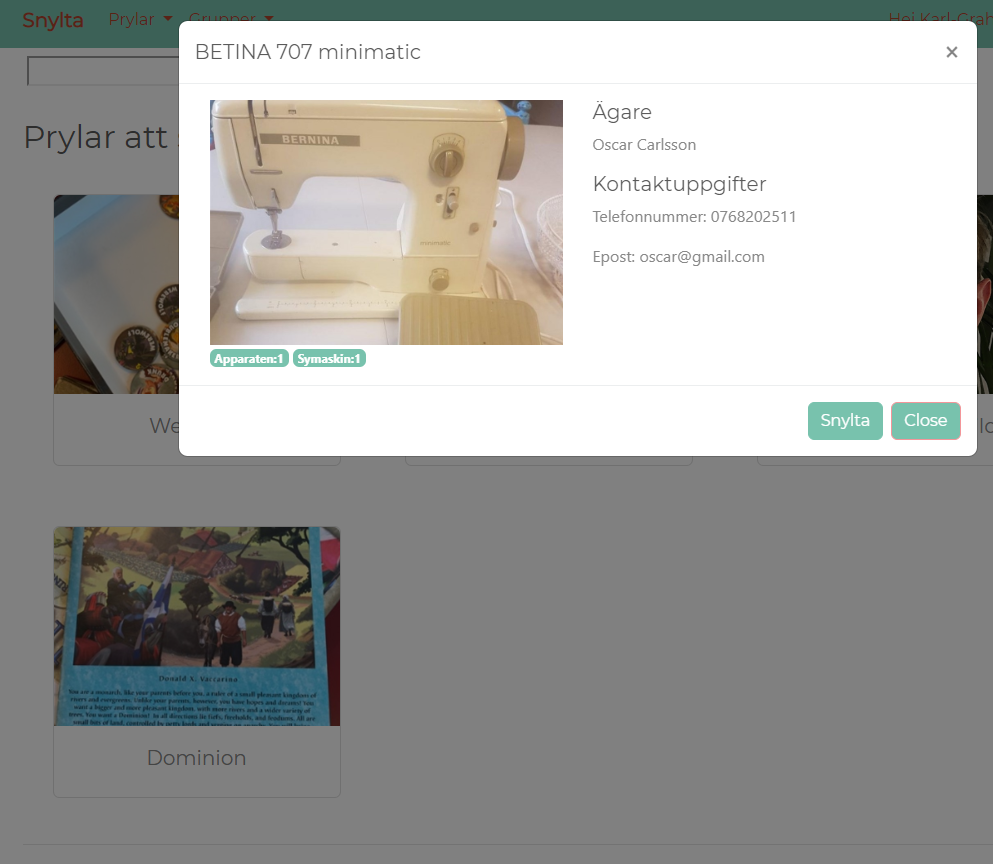 Snylta Prylar Grupper Hej Karl-Grah
BETINA 707 minimatic ×
Prylar att
BERNINA
minimatic
Apparaten:1 Symaskin:1
Ägare
Oscar Carlsson
Kontaktuppgifter
Telefonnummer: 0768202511
Epost: oscar@gmail.com
Snylta Close
We
Donald X. Vaccarino
You are a monarch, like your parents before you, a ruler of a small pleasant kingdom of
rivers and evergreens. Unlike your parents, however, you have hopes and dreams! You
want a bigger and more pleasant kingdom, with more rivers and a wider variety of
trees. You want a Dominion! In all directions lie fiefs, freeholds, and feodums. All are
small bits of land, controlled by petty lords and verging on anarchy. You will bring
Dominion